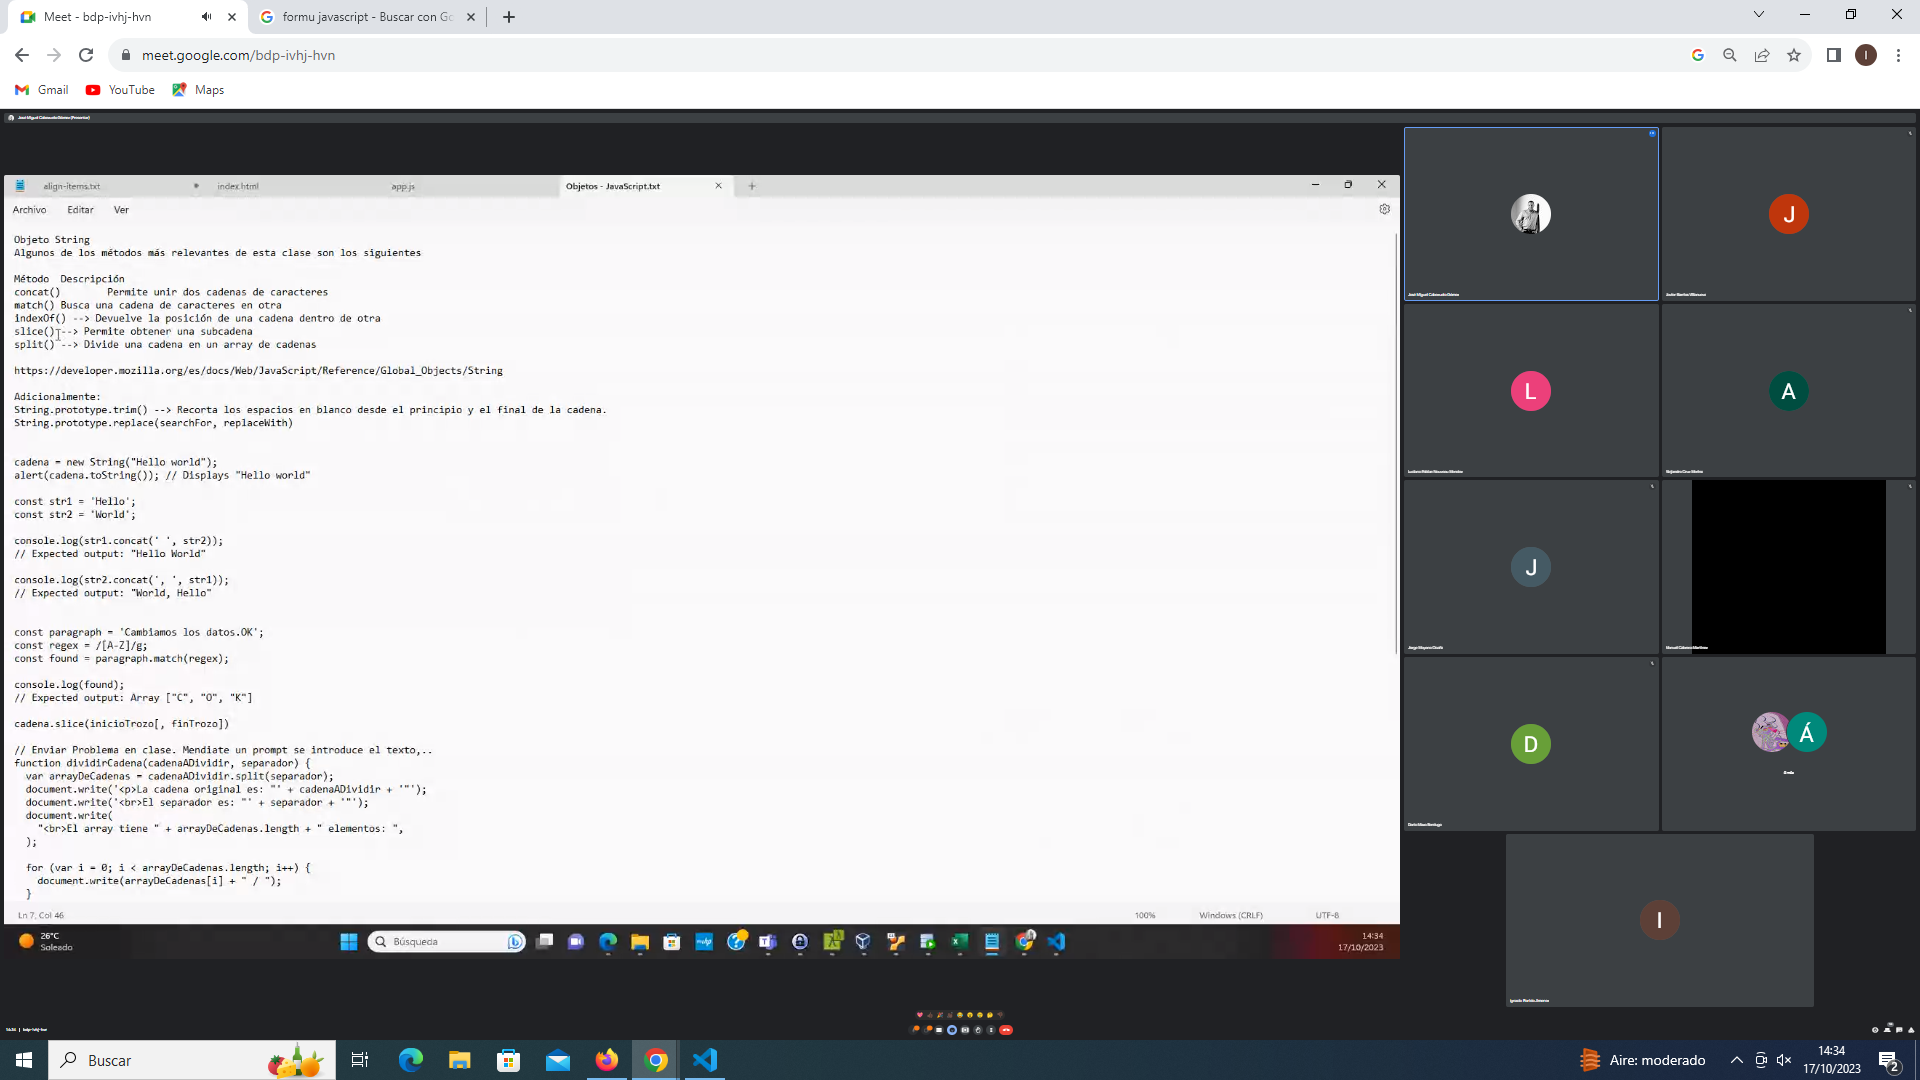 Meet - bdp-ivhj-hvn
formu javascript - Buscar con Go
meet.google.com/bdp-ivhj-hvn
I
Gmail
YouTube
Maps
align-items.txt
index.html
app.js
Objetos - JavaScript.txt
Archivo
Editar
Ver
Objeto String
Algunos de los métodos más relevantes de esta clase son los siguientes
Método Descripción
concat() Permite unir dos cadenas de caracteres
match() Busca una cadena de caracteres en otra
indexOf() --> Devuelve la posición de una cadena dentro de otra
slice() --> Permite obtener una subcadena
split() --> Divide una cadena en un array de cadenas
https://developer.mozilla.org/es/docs/Web/JavaScript/Reference/Global_Objects/String
Adicionalmente:
String.prototype.trim() --> Recorta los espacios en blanco desde el principio y el final de la cadena.
String.prototype.replace(searchFor, replaceWith)
cadena = new String("Hello world");
alert(cadena.toString()); // Displays "Hello world"
const str1 = 'Hello';
const str2 = 'World';
console.log(str1.concat(' ', str2));
// Expected output: "Hello World"
console.log(str2.concat(', ', str1));
// Expected output: "World, Hello"
const paragraph = 'Cambiamos los datos.OK';
const regex = /[A-Z]/g;
const found = paragraph.match(regex);
console.log(found);
// Expected output: Array ["C", "O", "K"]
cadena.slice(inicioTrozo[, finTrozo])
// Enviar Problema en clase. Mendiate un prompt se introduce el texto,..
function dividirCadena(cadenaADividir, separador) {
var arrayDeCadenas = cadenaADividir.split(separador);
document.write('<p>La cadena original es: "' + cadenaADividir + '"');
document.write('<br>El separador es: "' + separador + '"');
document.write(
"<br>El array tiene " + arrayDeCadenas.length + " elementos: ",
);
for (var i = 0; i < arrayDeCadenas.length; i++) {
document.write(arrayDeCadenas[i] + " / ");
}
Ln 7, Col 46
100%
Windows (CRLF)
UTF-8
26°C
Soleado
Búsqueda
14:34
17/10/2023
J
L
A
J
D
Á
I
14:34 | bdp-ivhj-hvn
Buscar
Aire: moderado
14:34
17/10/2023
2